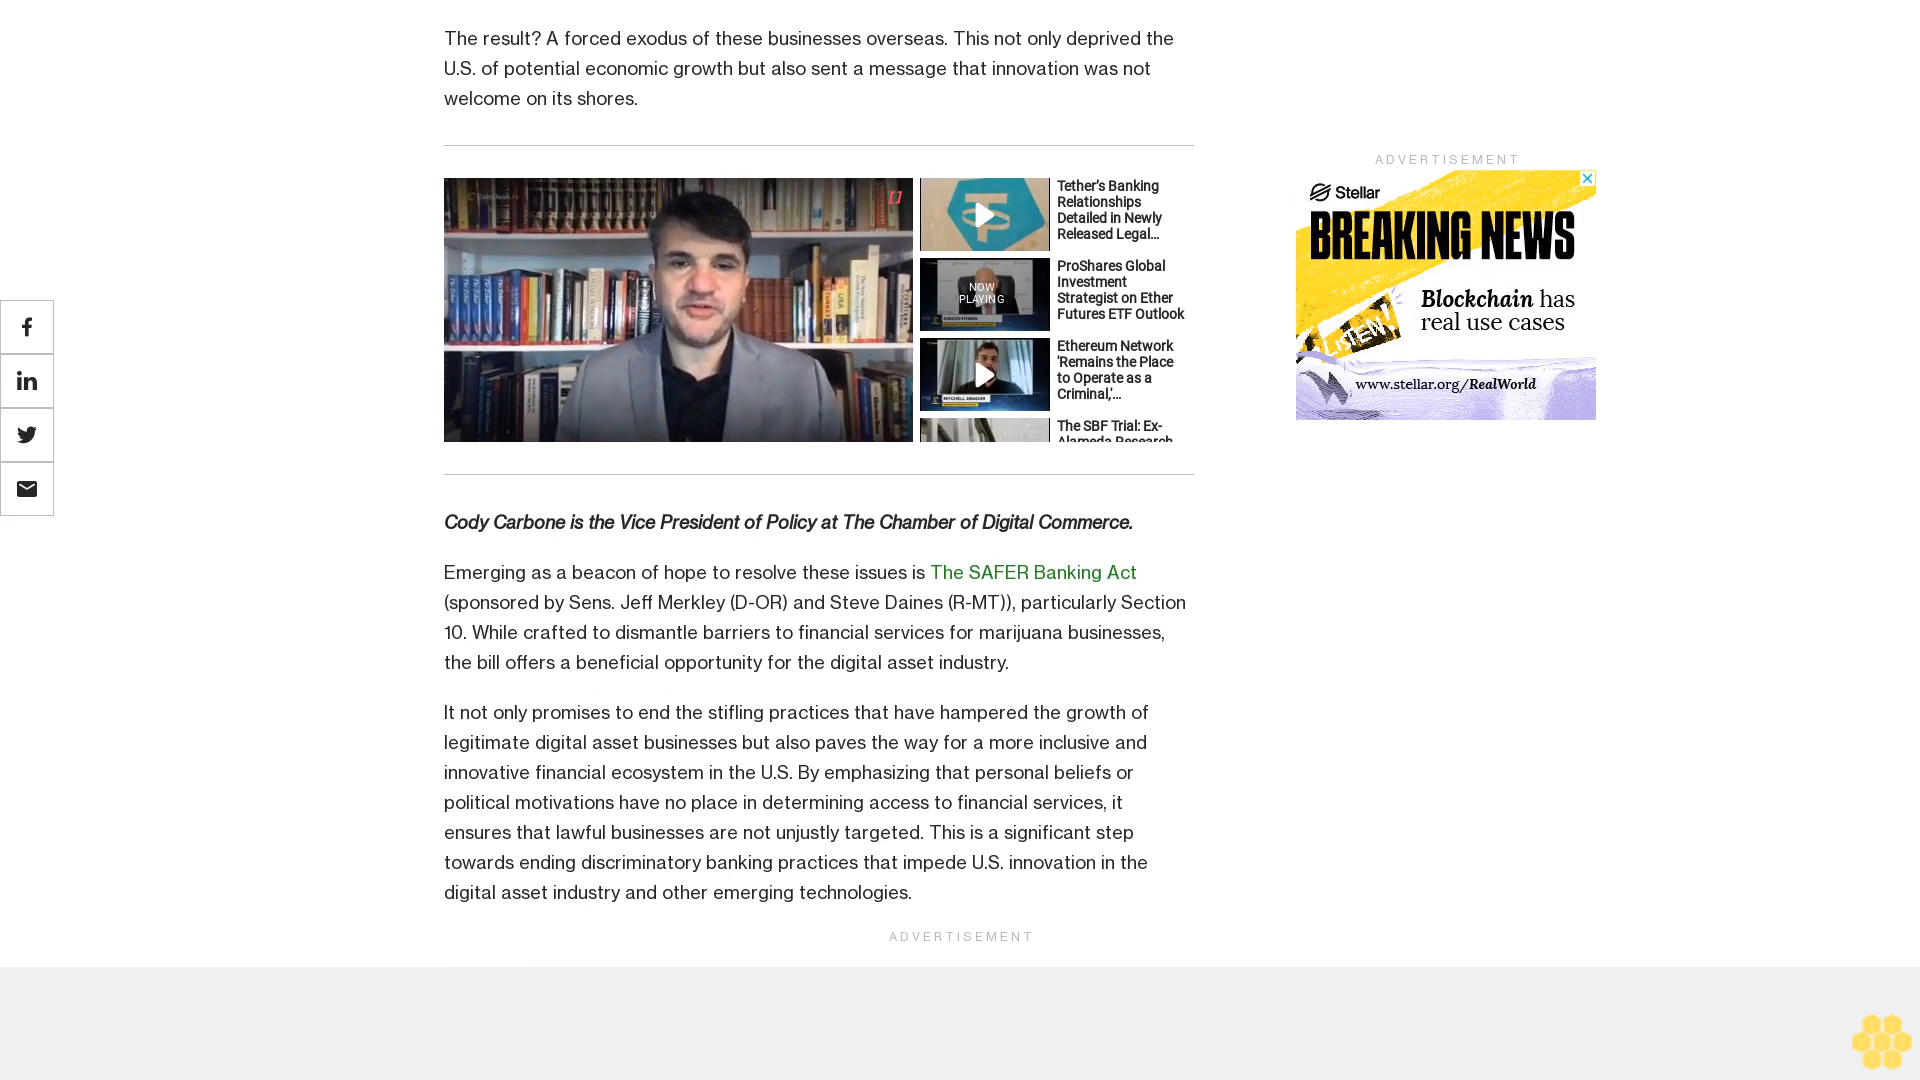 The result? A forced exodus of these businesses overseas. This not only deprived the
U.S. of potential economic growth but also sent a message that innovation was not
welcome on its shores.
ADVERTISEMENT
Stellar
BREAKING NEWS
Blockchain has
real use cases
LISTEN!
www.stellar.org/RealWorld
CoinDesk
Tether's Banking
Relationships
Detailed in Newly
Released Legal...
NOW
PLAYING
ProShares Global
Investment
Strategist on Ether
Futures ETF Outlook
Ethereum Network
'Remains the Place
to Operate as a
Criminal,'...
The SBF Trial: Ex-
Alameda Research
Cody Carbone is the Vice President of Policy at The Chamber of Digital Commerce.
Emerging as a beacon of hope to resolve these issues is The SAFER Banking Act
(sponsored by Sens. Jeff Merkley (D-OR) and Steve Daines (R-MT)), particularly Section
10. While crafted to dismantle barriers to financial services for marijuana businesses,
the bill offers a beneficial opportunity for the digital asset industry.
It not only promises to end the stifling practices that have hampered the growth of
legitimate digital asset businesses but also paves the way for a more inclusive and
innovative financial ecosystem in the U.S. By emphasizing that personal beliefs or
political motivations have no place in determining access to financial services, it
ensures that lawful businesses are not unjustly targeted. This is a significant step
towards ending discriminatory banking practices that impede U.S. innovation in the
digital asset industry and other emerging technologies.
ADVERTISEMENT